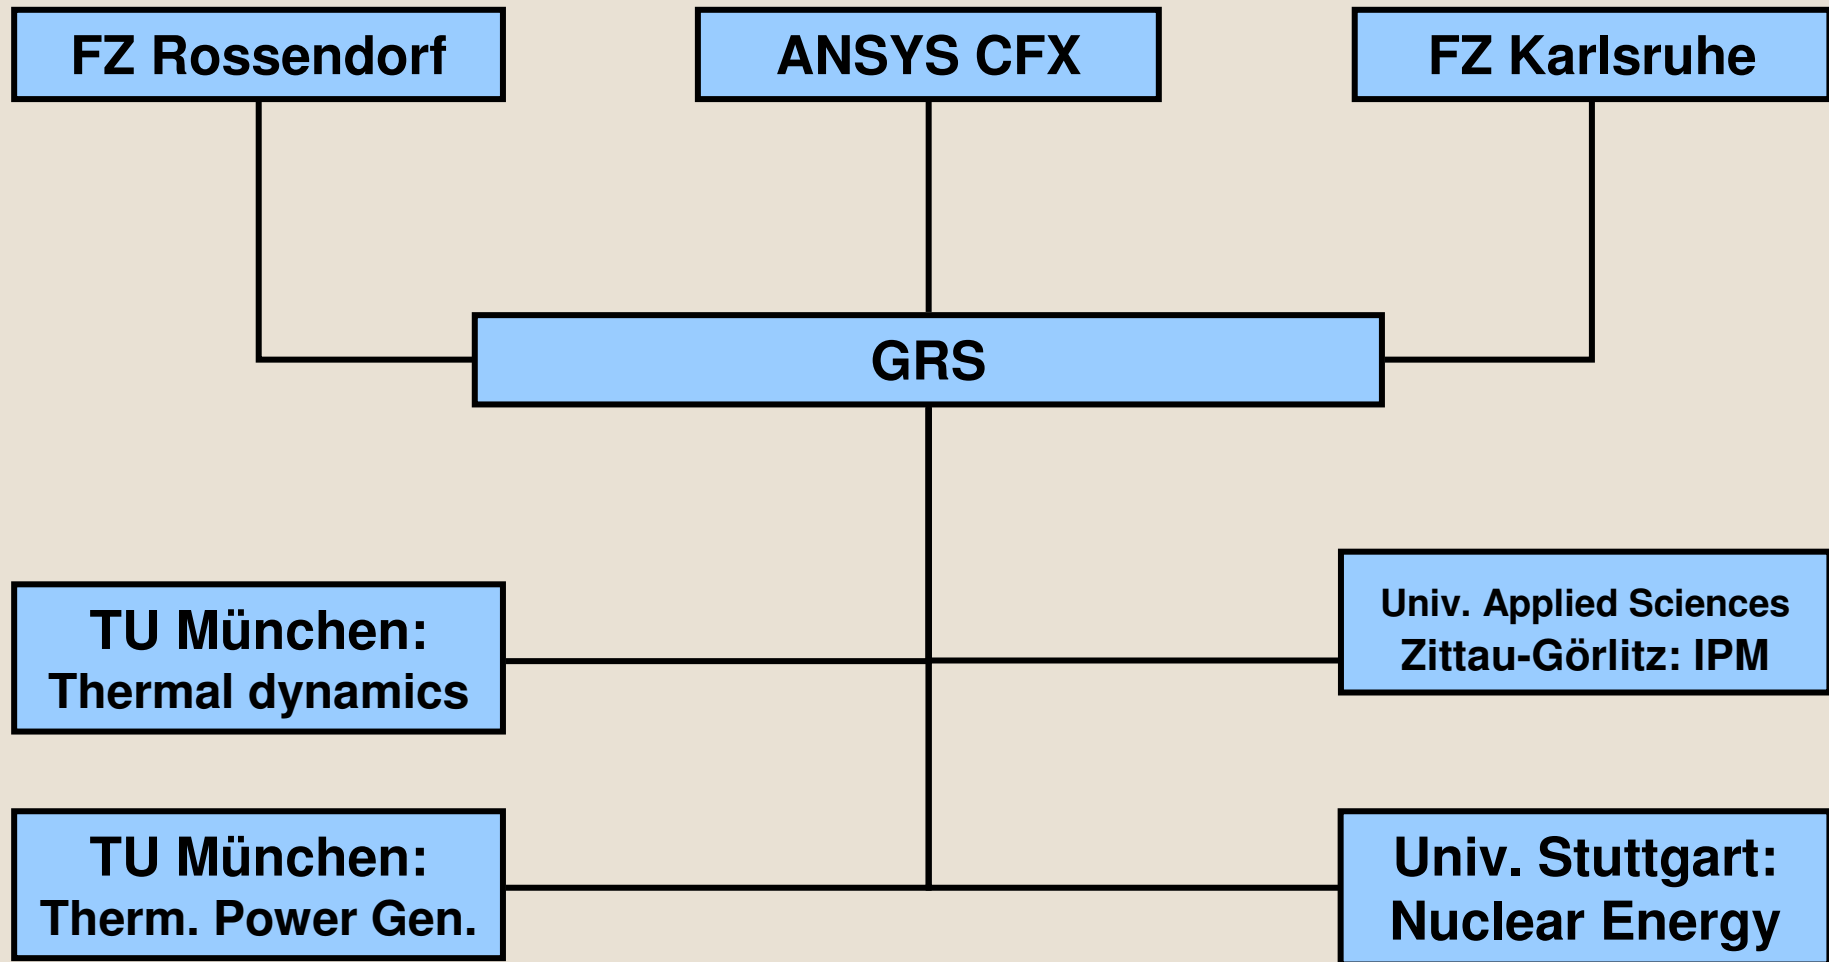 FZ Rossendorf
ANSYS CFX
FZ Karlsruhe
GRS
TU München:
Thermal dynamics
Univ. Applied Sciences
Zittau-Görlitz: IPM
TU München:
Therm. Power Gen.
Univ. Stuttgart:
Nuclear Energy